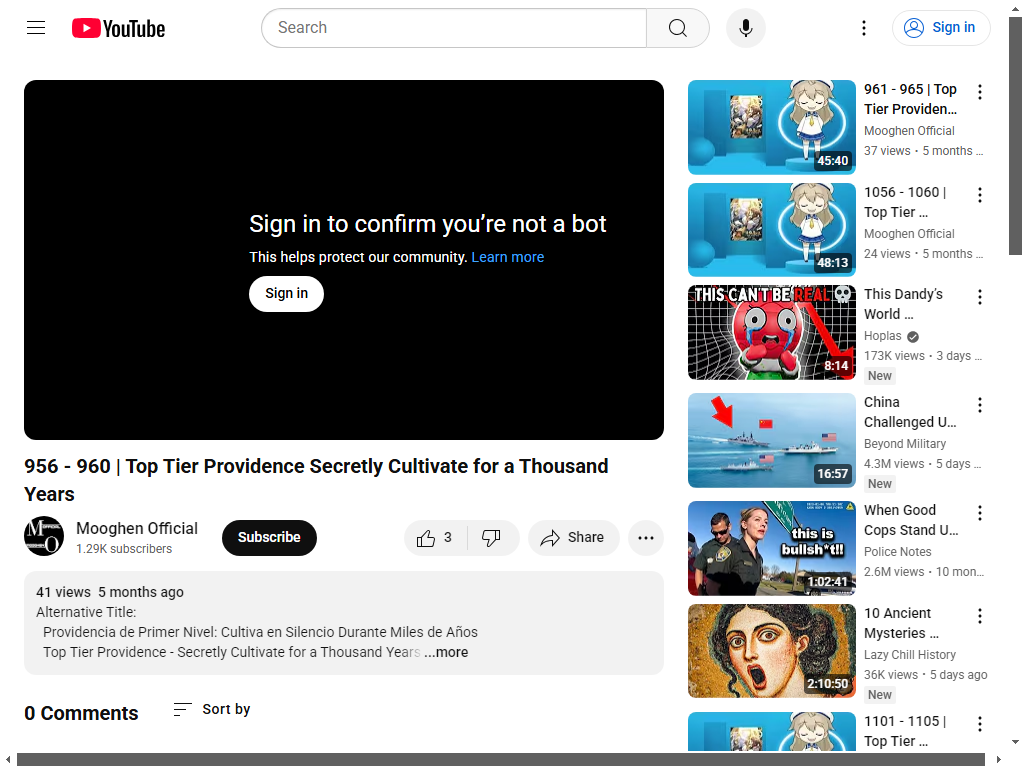 YouTube
Search
Sign in
Sign in to confirm you're not a bot
This helps protect our community. Learn more
Sign in
956 - 960 | Top Tier Providence Secretly Cultivate for a Thousand
Years
Mooghen Official
1.29K subscribers
Subscribe
3
Share
41 views 5 months ago
Alternative Title:
Providencia de Primer Nivel: Cultiva en Silencio Durante Miles de Años
Top Tier Providence - Secretly Cultivate for a Thousand Years ...more
0 Comments
Sort by
45:40
961 - 965 | Top
Tier Providen...
Mooghen Official
37 views • 5 months ...
48:13
1056 - 1060 |
Top Tier ...
Mooghen Official
24 views • 5 months ...
THIS CAN'T BE REAL
8:14
This Dandy's
World ...
Hoplas
173K views • 3 days ...
New
16:57
China
Challenged U...
Beyond Military
4.3M views • 5 days ...
New
this is
bullsh*t!!
1:02:41
When Good
Cops Stand U...
Police Notes
2.6M views • 10 mon...
2:10:50
10 Ancient
Mysteries ...
Lazy Chill History
36K views • 5 days ago
New
1101 - 1105 |
Top Tier ...